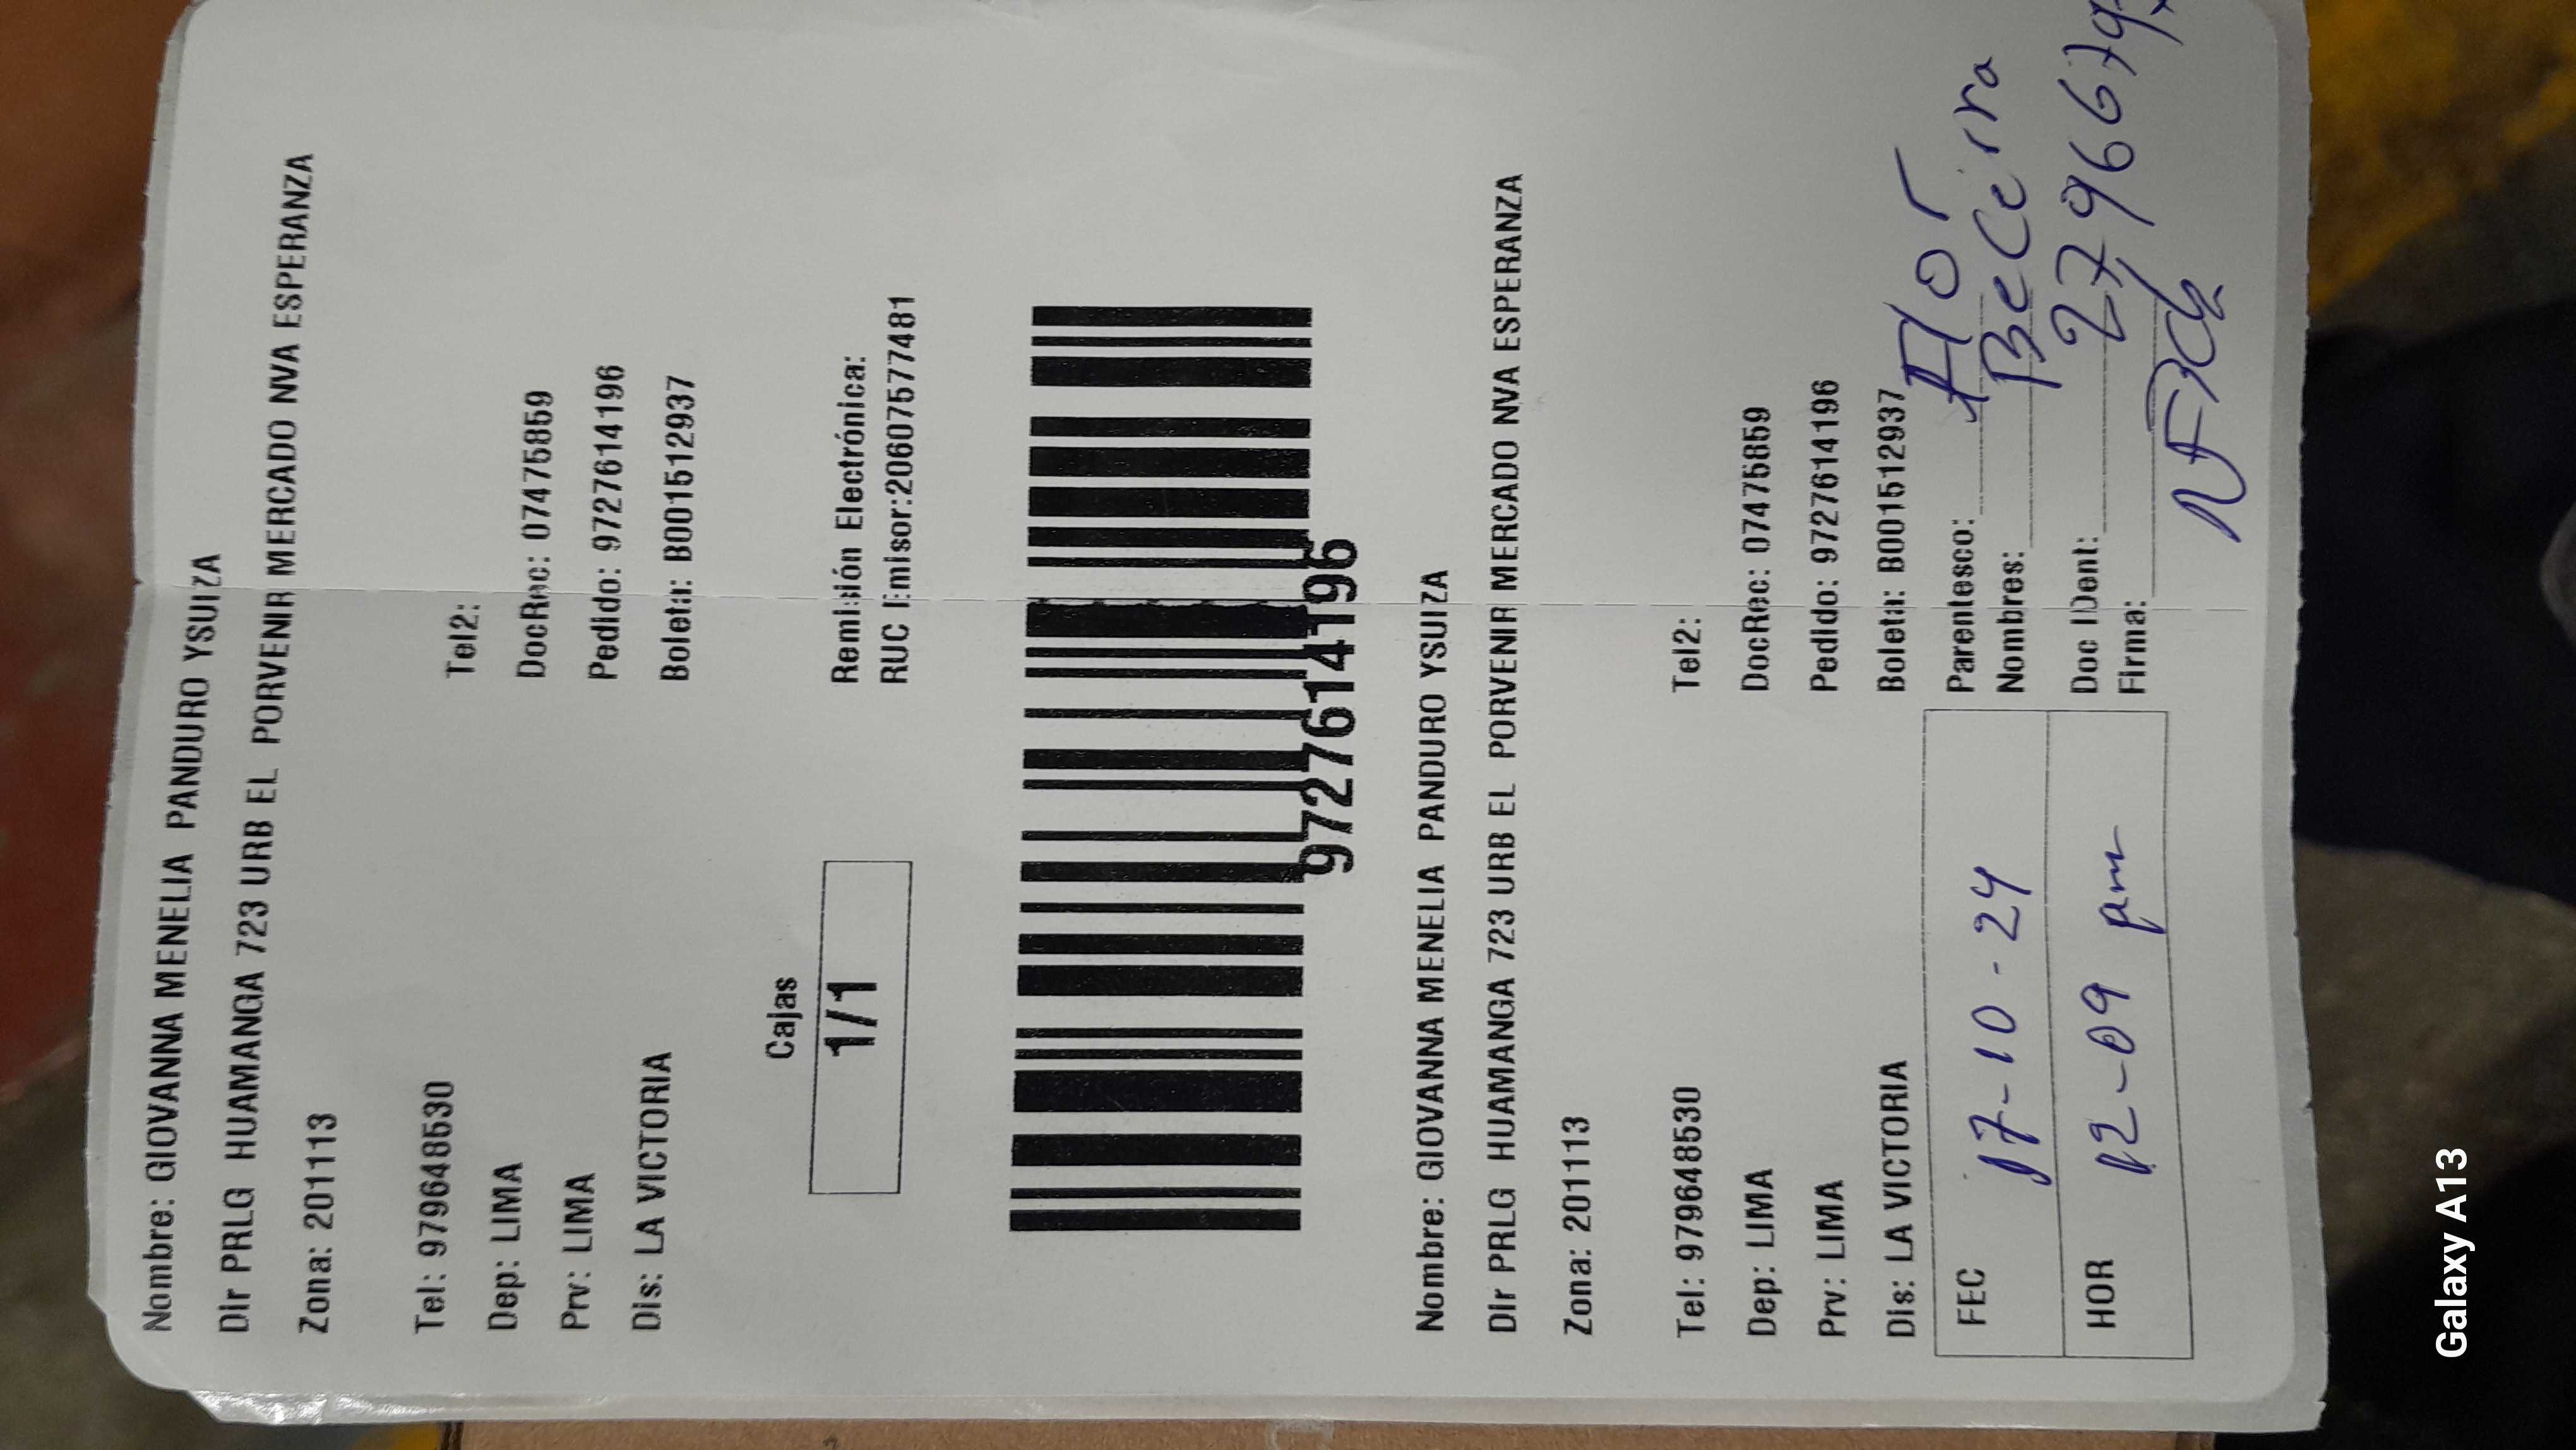 Nombre: GIOVANNA MENELIA PANDURO YSUIZA
Dir PRLG HUAMANGA 723 URB EL PORVENIR MERCADO NVA ESPERANZA
Zona: 201113
Tel: 979648530 Tel2:
Dep: LIMA DocRec: 07475859
Prv: LIMA Pedido: 9727614196
Dis: LA VICTORIA Boleta: B001512937
Cajas
1/1
Remisión Electrónica:
RUC Emisor:20607577481
9727614196
Nombre: GIOVANNA MENELIA PANDURO YSUIZA
Dir PRLG HUAMANGA 723 URB EL PORVENIR MERCADO NVA ESPERANZA
Zona: 201113
Tel: 979648530 Tel2:
Dep: LIMA DocRec: 07475859
Prv: LIMA Pedido: 9727614196
Dis: LA VICTORIA Boleta: B001512937
FEC 17-10-24
HOR 12-09 pm
Parentesco: Flor
Nombres: Beceira
Doc IDent:
Firma:
Galaxy A13